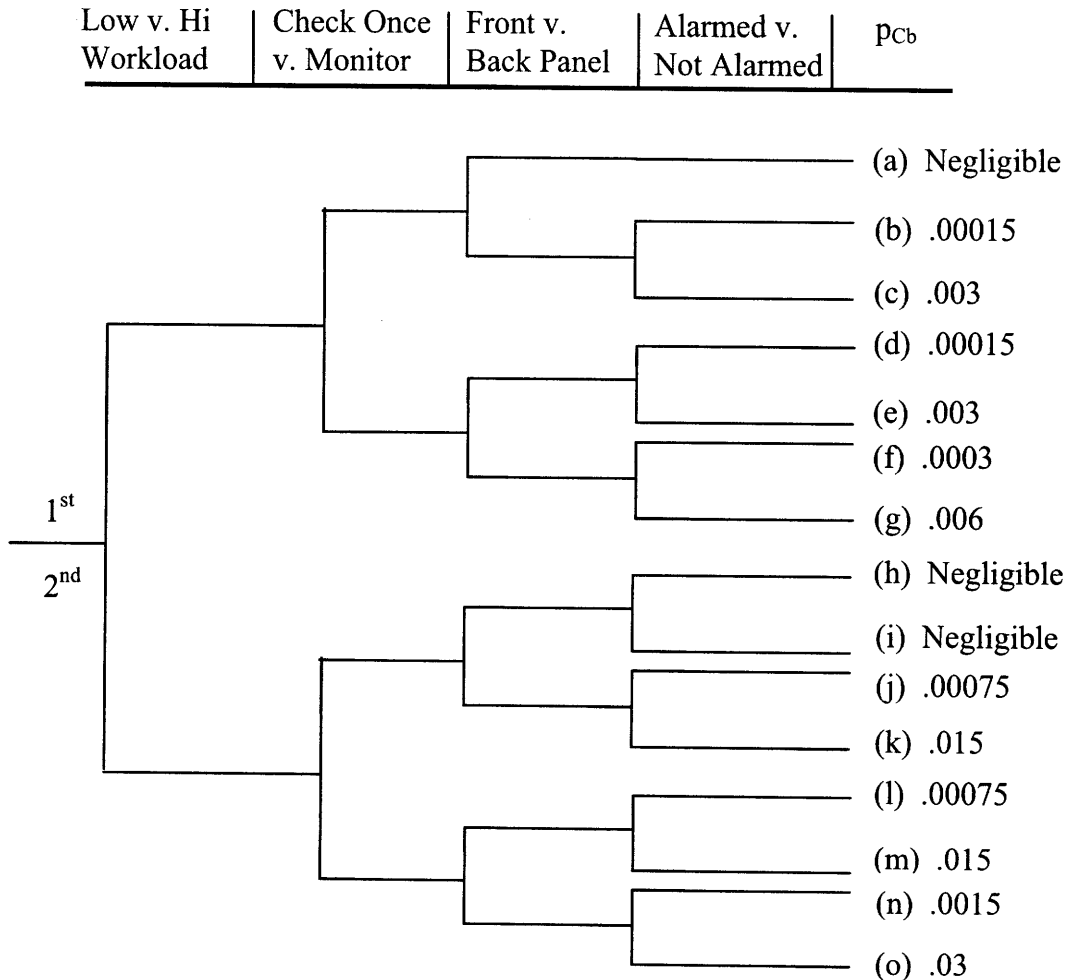 Low v. Hi Workload
Check Once v. Monitor
Front v. Back Panel
Alarmed v. Not Alarmed
pCb
(a) Negligible
(b) .00015
(c) .003
(d) .00015
(e) .003
(f) .0003
(g) .006
1st
2nd
(h) Negligible
(i) Negligible
(j) .00075
(k) .015
(l) .00075
(m) .015
(n) .0015
(o) .03